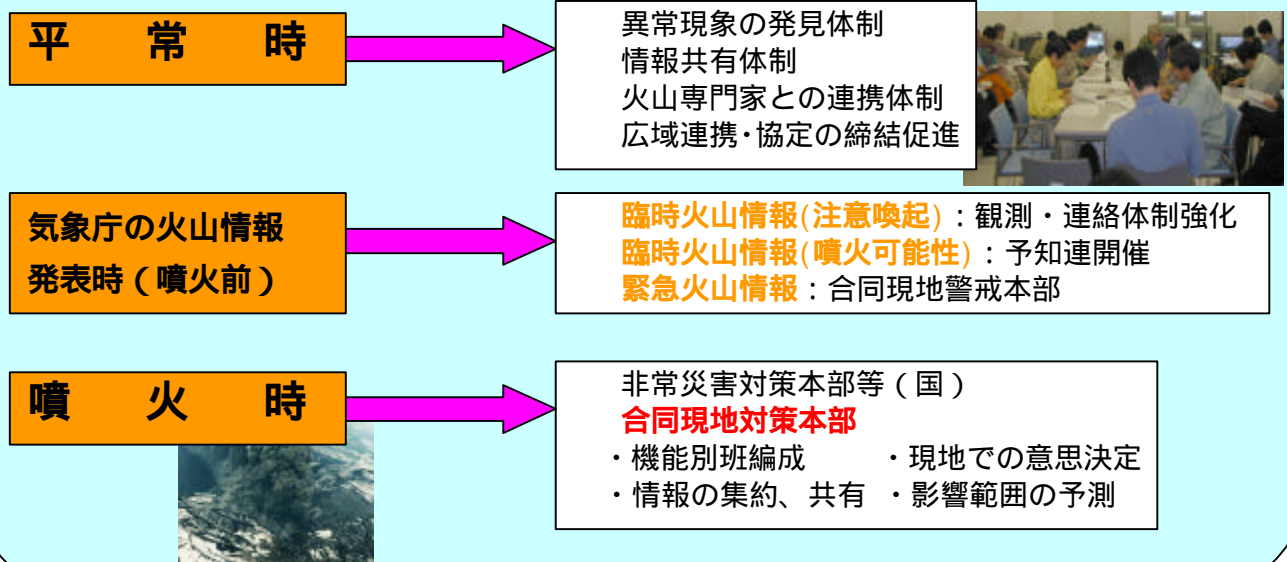 平常時
異常現象の発見体制
情報共有体制
火山専門家との連携体制
広域連携・協定の締結促進
気象庁の火山情報
発表時(噴火前)
臨時火山情報(注意喚起):観測・連絡体制強化
臨時火山情報(噴火可能性):予知連開催
緊急火山情報:合同現地警戒本部
噴火時
非常災害対策本部等(国)
合同現地対策本部
・機能別班編成 ・現地での意思決定
・情報の集約、共有 ・影響範囲の予測